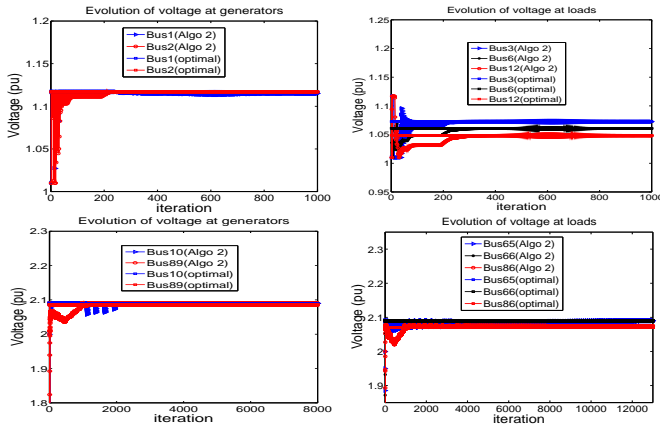 Evolution of voltage at generators
1.2
1.15
1.1
1.05
1
Voltage (pu)
Bus1(Algo 2)
Bus2(Algo 2)
Bus1(optimal)
Bus2(optimal)
0 200 400 600 800 1000
iteration
Evolution of voltage at loads
1.25
1.2
1.15
1.1
1.05
1
0.95
Voltage (pu)
Bus3(Algo 2)
Bus6(Algo 2)
Bus12(Algo 2)
Bus3(optimal)
Bus6(optimal)
Bus12(optimal)
0 200 400 600 800 1000
iteration
Evolution of voltage at generators
2.3
2.2
2.1
2
1.9
1.8
Voltage (pu)
Bus10(Algo 2)
Bus89(Algo 2)
Bus10(optimal)
Bus89(optimal)
0 2000 4000 6000 8000
iteration
Evolution of voltage at loads
2.3
2.2
2.1
2
1.9
Voltage (pu)
Bus65(Algo 2)
Bus66(Algo 2)
Bus86(Algo 2)
Bus65(optimal)
Bus66(optimal)
Bus86(optimal)
0 2000 4000 6000 8000 10000 12000
iteration